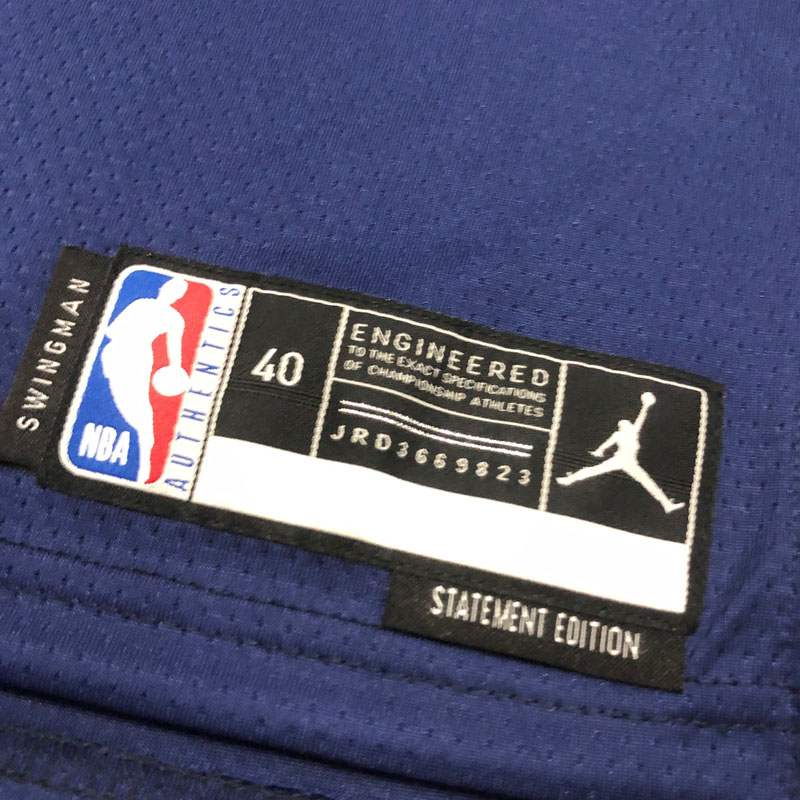 SWINGMAN
NBA
AUTHENTICS
40
ENGINEERED
TO THE EXACT SPECIFICATIONS
OF CHAMPIONSHIP ATHLETES
JRD3669823
STATEMENT EDITION